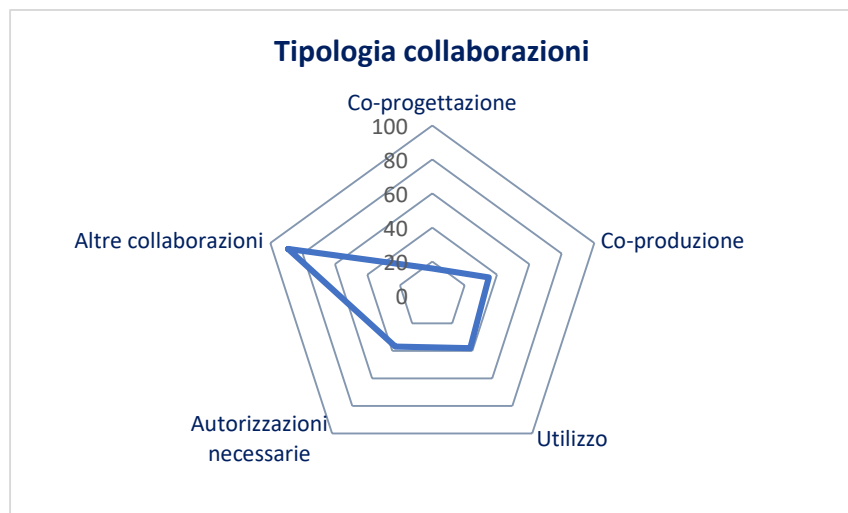 Tipologia collaborazioni
Co-progettazione
100
80
60
40
20
0
Altre collaborazioni
Co-produzione
Autorizzazioni
necessarie
Utilizzo